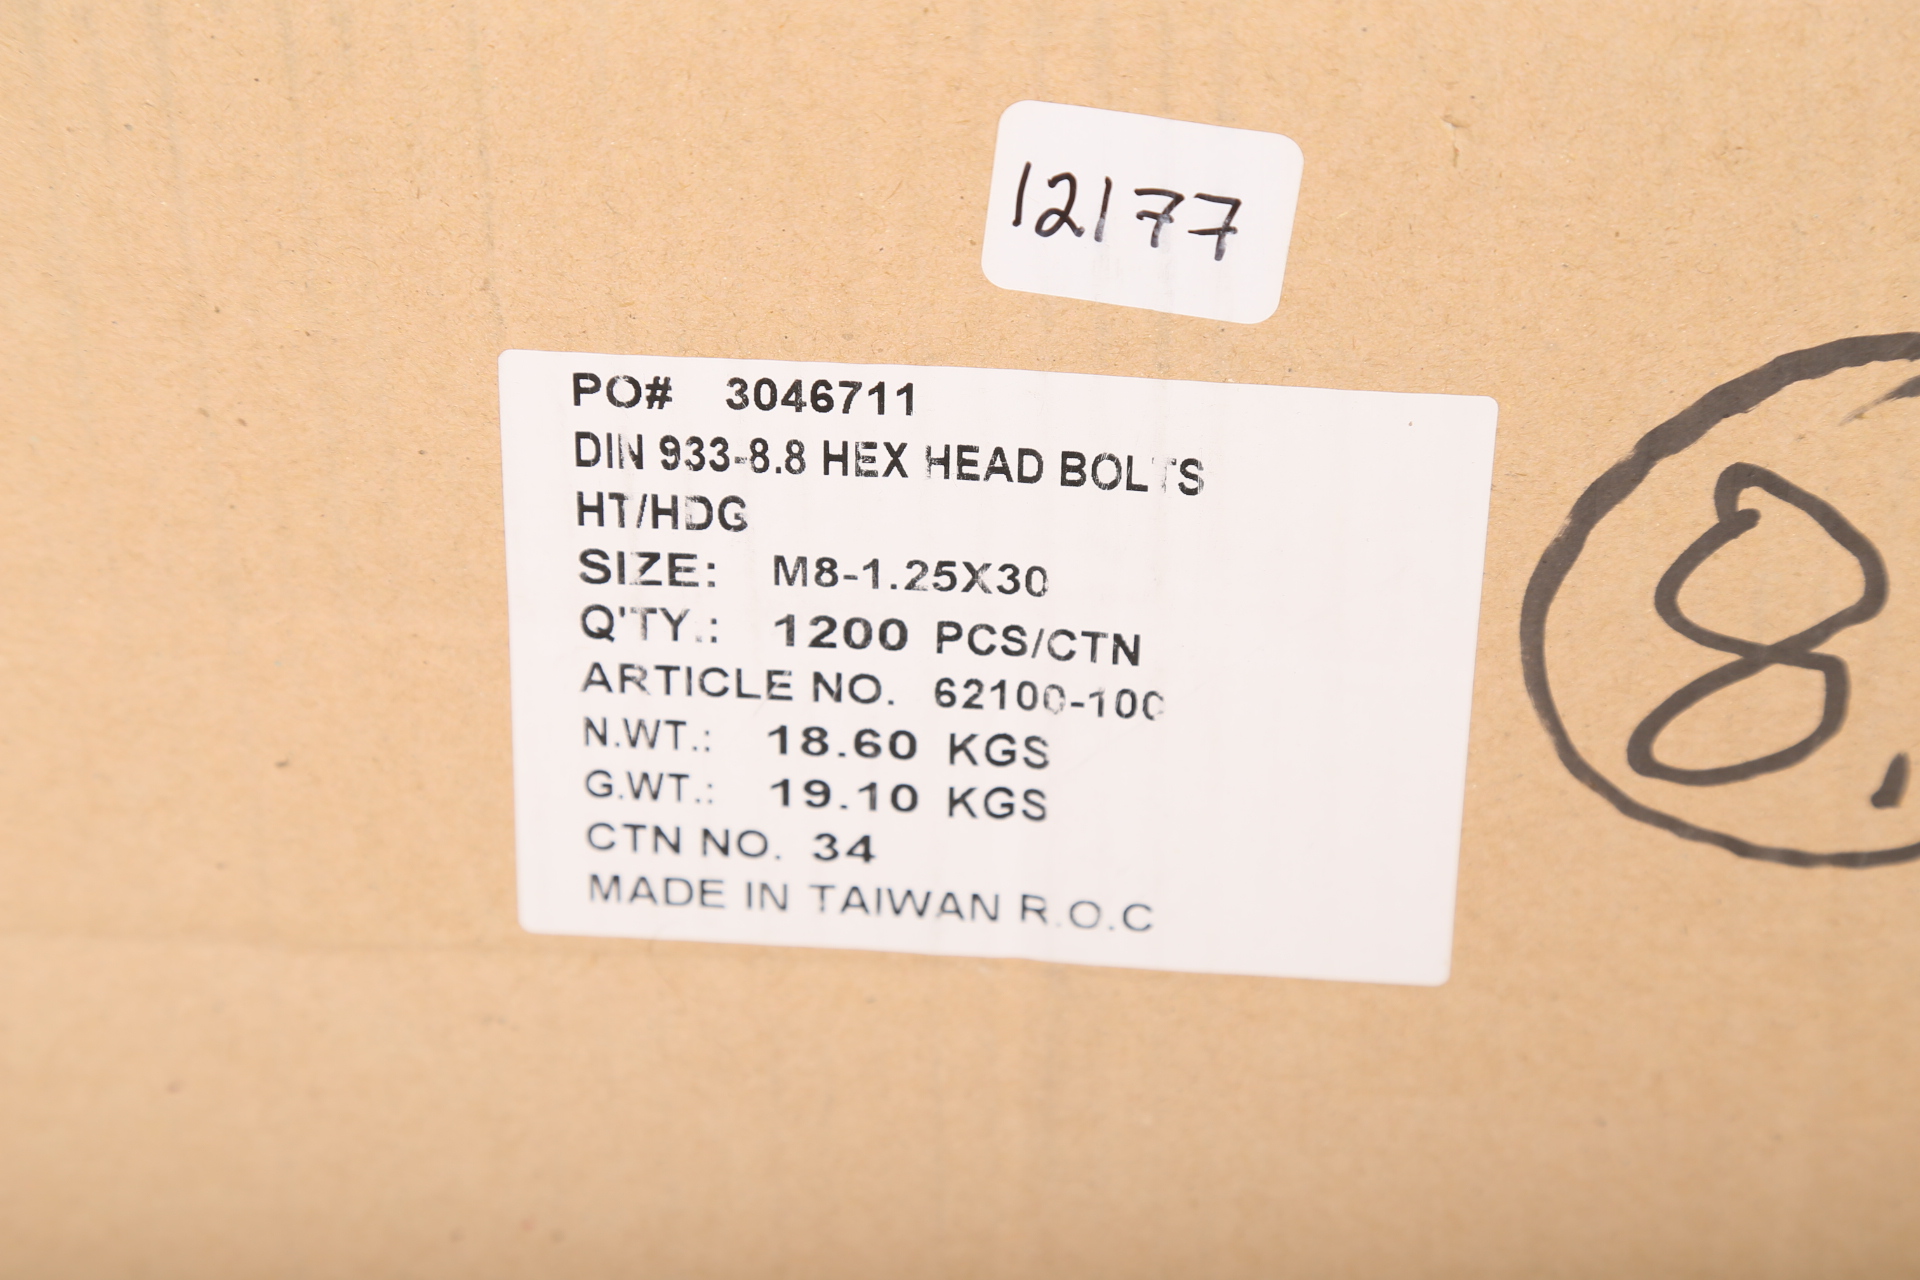 12177
PO# 3046711
DIN 933-8.8 HEX HEAD BOLTS
HT/HDG
SIZE: M8-1.25X30
Q'TY.: 1200 PCS/CTN
ARTICLE NO. 62100-100
N.WT.: 18.60 KGS
G.WT.: 19.10 KGS
CTN NO. 34
MADE IN TAIWAN R.O.C
8.